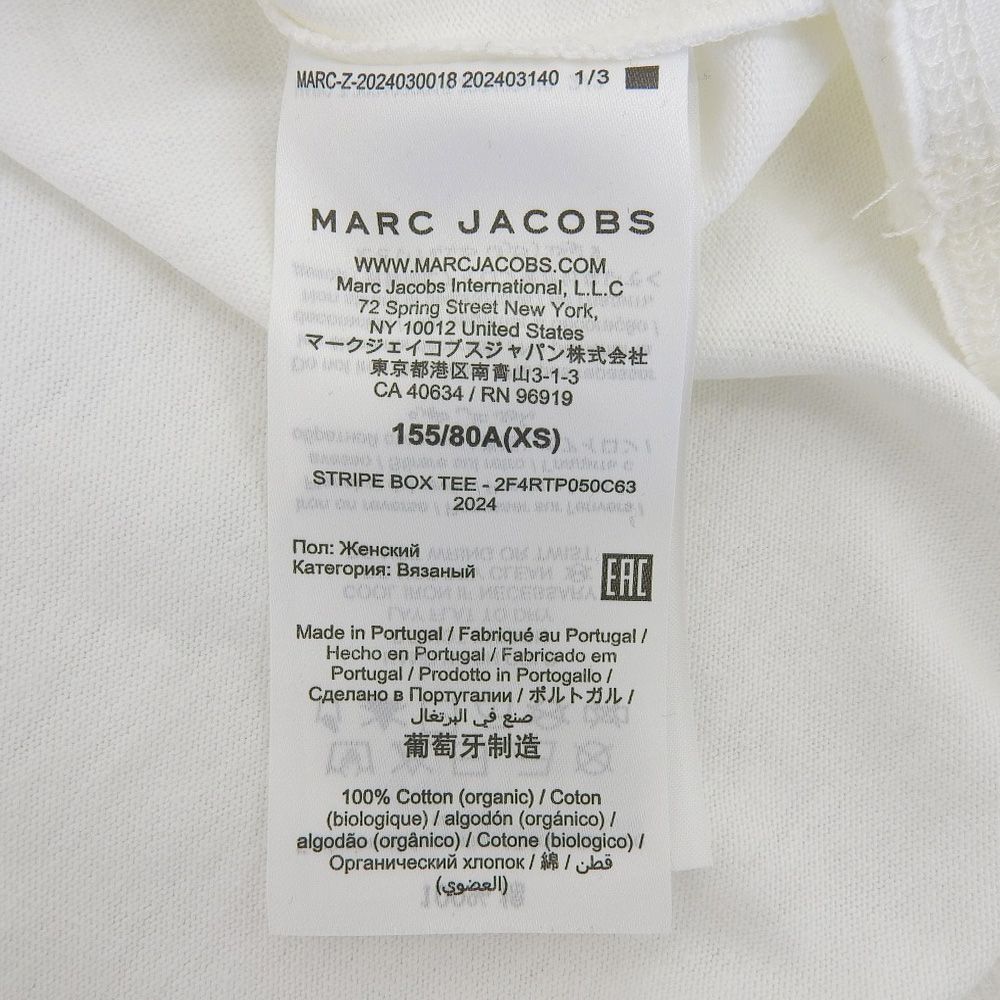 MARC-Z-2024030018 202403140 1/3
MARC JACOBS
WWW.MARCJACOBS.COM
Marc Jacobs International, L.L.C
72 Spring Street New York,
NY 10012 United States
マークジェイコブスジャパン株式会社
東京都港区南青山3-1-3
CA 40634 / RN 96919
155/80A(XS)
STRIPE BOX TEE - 2F4RTP050C63
2024
Пол: Женский
Категория: Вязаный
EAC
Made in Portugal / Fabriqué au Portugal /
Hecho en Portugal / Fabricado em
Portugal / Prodotto in Portogallo /
Сделано в Португалии / ポルトガル /
صنع في البرتغال
葡萄牙制造
100% Cotton (organic) / Coton
(biologique) / algodón (orgánico) /
algodão (orgânico) / Cotone (biologico) /
Органический хлопок / 綿 / قطن
(العضوي)